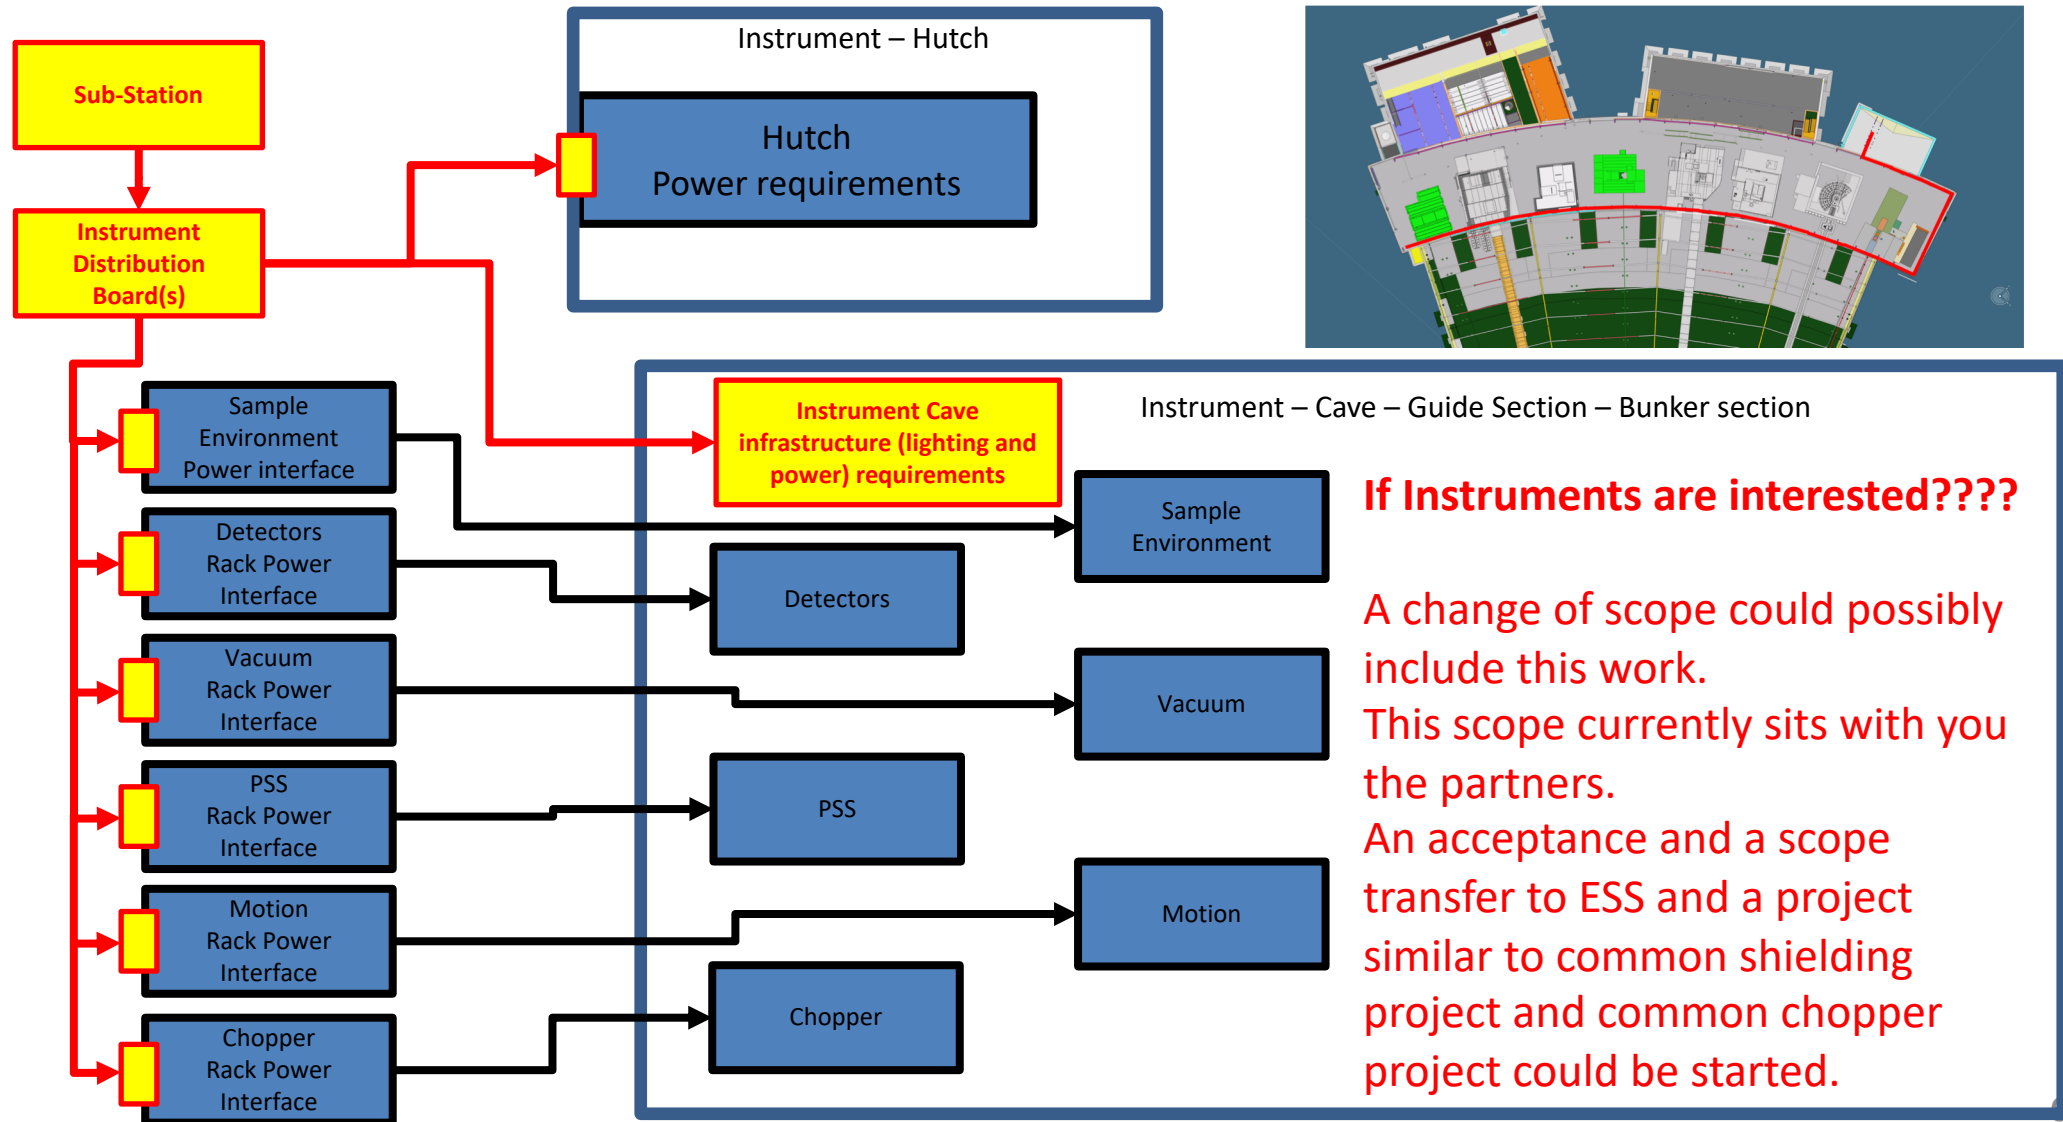 Sub-Station
Instrument
Distribution
Board(s)
Instrument – Hutch
Hutch
Power requirements
Sample
Environment
Power interface
Detectors
Rack Power
Interface
Vacuum
Rack Power
Interface
PSS
Rack Power
Interface
Motion
Rack Power
Interface
Chopper
Rack Power
Interface
Instrument Cave
infrastructure (lighting and
power) requirements
Instrument – Cave – Guide Section – Bunker section
Sample
Environment
Detectors
Vacuum
PSS
Motion
Chopper
If Instruments are interested????
A change of scope could possibly
include this work.
This scope currently sits with you
the partners.
An acceptance and a scope
transfer to ESS and a project
similar to common shielding
project and common chopper
project could be started.